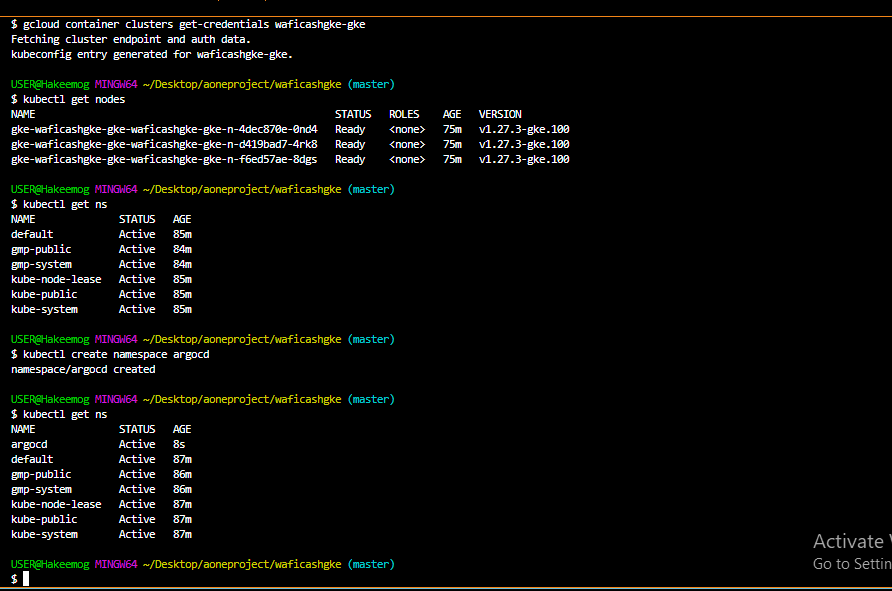 $ gcloud container clusters get-credentials waficashgke-gke
Fetching cluster endpoint and auth data.
kubeconfig entry generated for waficashgke-gke.
USER@Hakeemog MINGW64 ~/Desktop/aoneproject/waficashgke (master)
$ kubectl get nodes
NAME STATUS ROLES AGE VERSION
gke-waficashgke-gke-waficashgke-gke-n-4dec870e-0nd4 Ready <none> 75m v1.27.3-gke.100
gke-waficashgke-gke-waficashgke-gke-n-d419bad7-4rk8 Ready <none> 75m v1.27.3-gke.100
gke-waficashgke-gke-waficashgke-gke-n-f6ed57ae-8dgs Ready <none> 75m v1.27.3-gke.100
USER@Hakeemog MINGW64 ~/Desktop/aoneproject/waficashgke (master)
$ kubectl get ns
NAME STATUS AGE
default Active 85m
gmp-public Active 84m
gmp-system Active 84m
kube-node-lease Active 85m
kube-public Active 85m
kube-system Active 85m
USER@Hakeemog MINGW64 ~/Desktop/aoneproject/waficashgke (master)
$ kubectl create namespace argocd
namespace/argocd created
USER@Hakeemog MINGW64 ~/Desktop/aoneproject/waficashgke (master)
$ kubectl get ns
NAME STATUS AGE
argocd Active 8s
default Active 87m
gmp-public Active 86m
gmp-system Active 86m
kube-node-lease Active 87m
kube-public Active 87m
kube-system Active 87m
USER@Hakeemog MINGW64 ~/Desktop/aoneproject/waficashgke (master)
$
Activate
Go to Settin